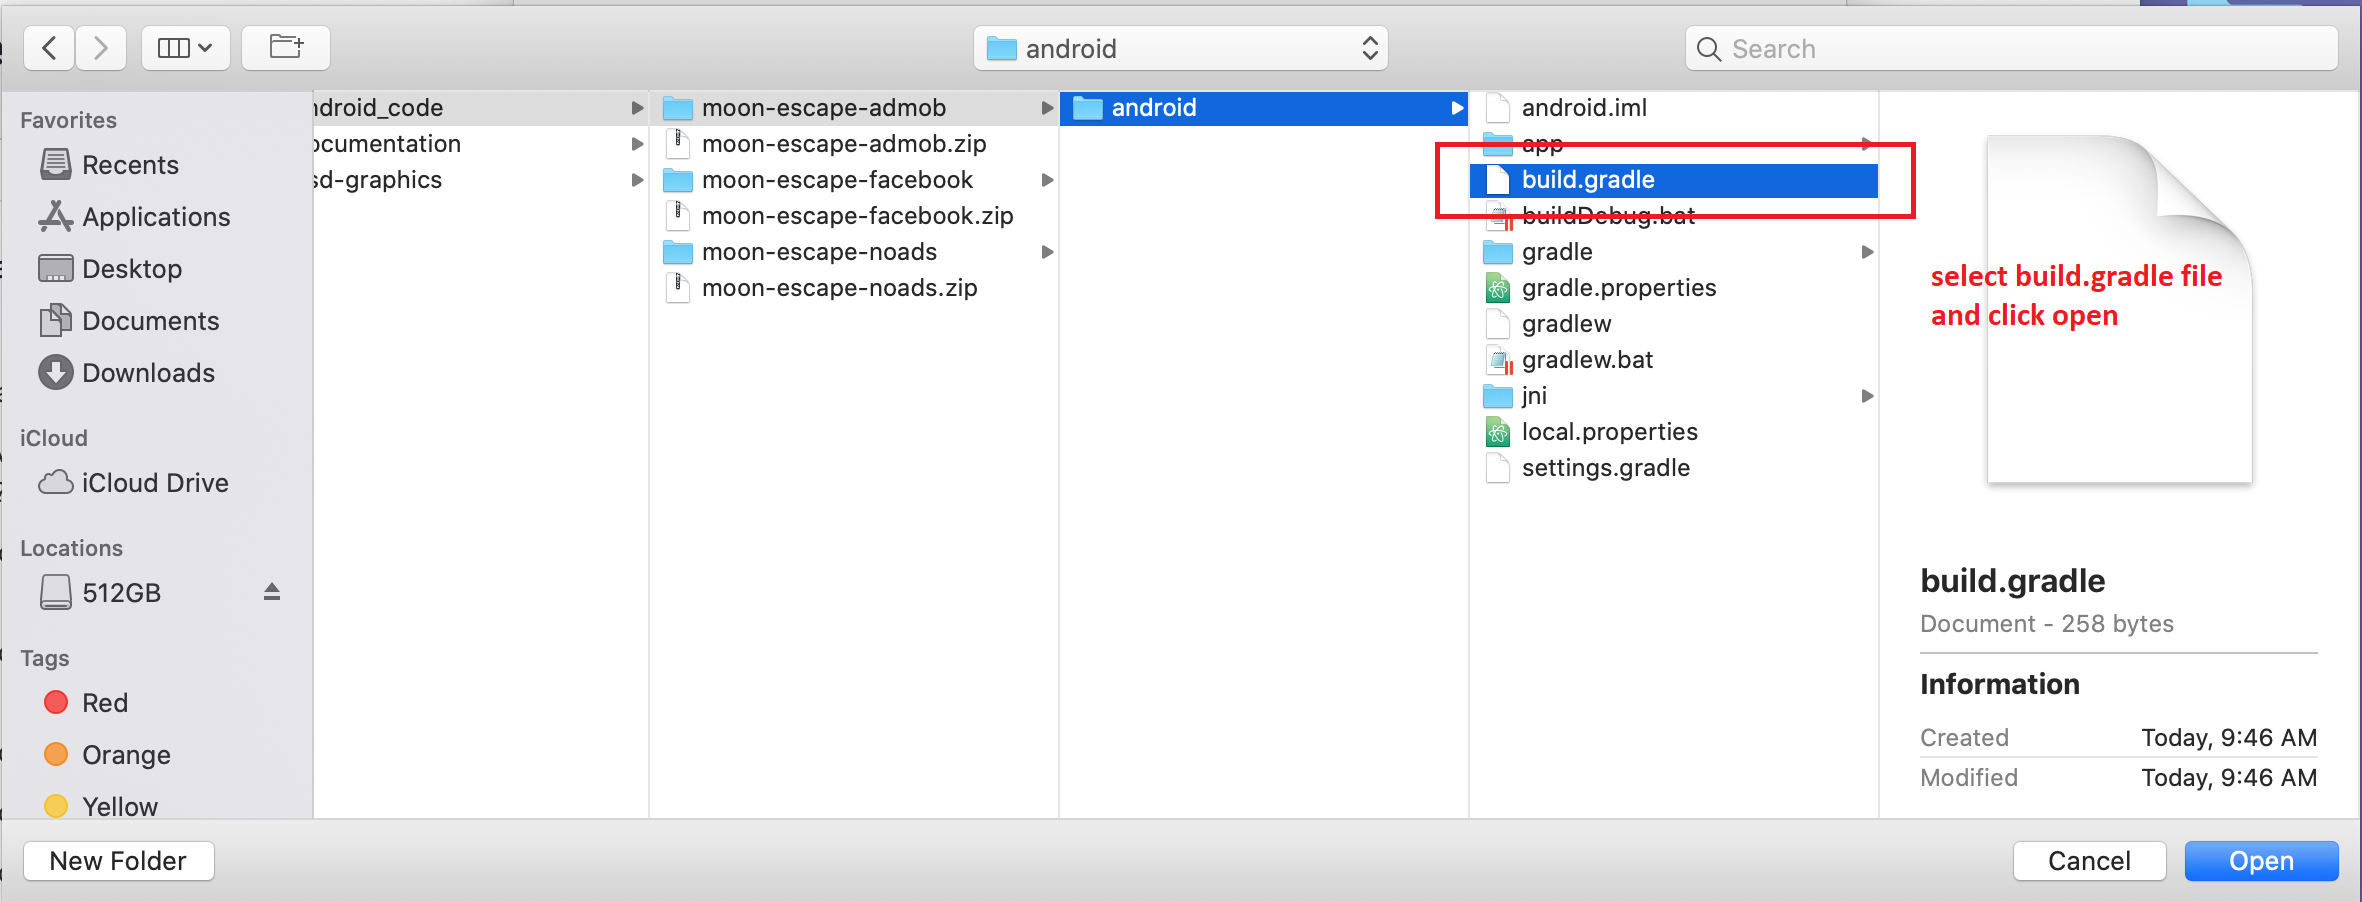 android
Search
Favorites
Recents
Applications
Desktop
Documents
Downloads
iCloud
iCloud Drive
Locations
512GB
Tags
Red
Orange
Yellow
ndroid_code
ocumentation
sd-graphics
moon-escape-admob
moon-escape-admob.zip
moon-escape-facebook
moon-escape-facebook.zip
moon-escape-noads
moon-escape-noads.zip
android
android.iml
app
build.gradle
buildDebug.bat
gradle
gradle.properties
gradlew
gradlew.bat
jni
local.properties
settings.gradle
select build.gradle file
and click open
build.gradle
Document - 258 bytes
Information
Created Today, 9:46 AM
Modified Today, 9:46 AM
New Folder
Cancel
Open